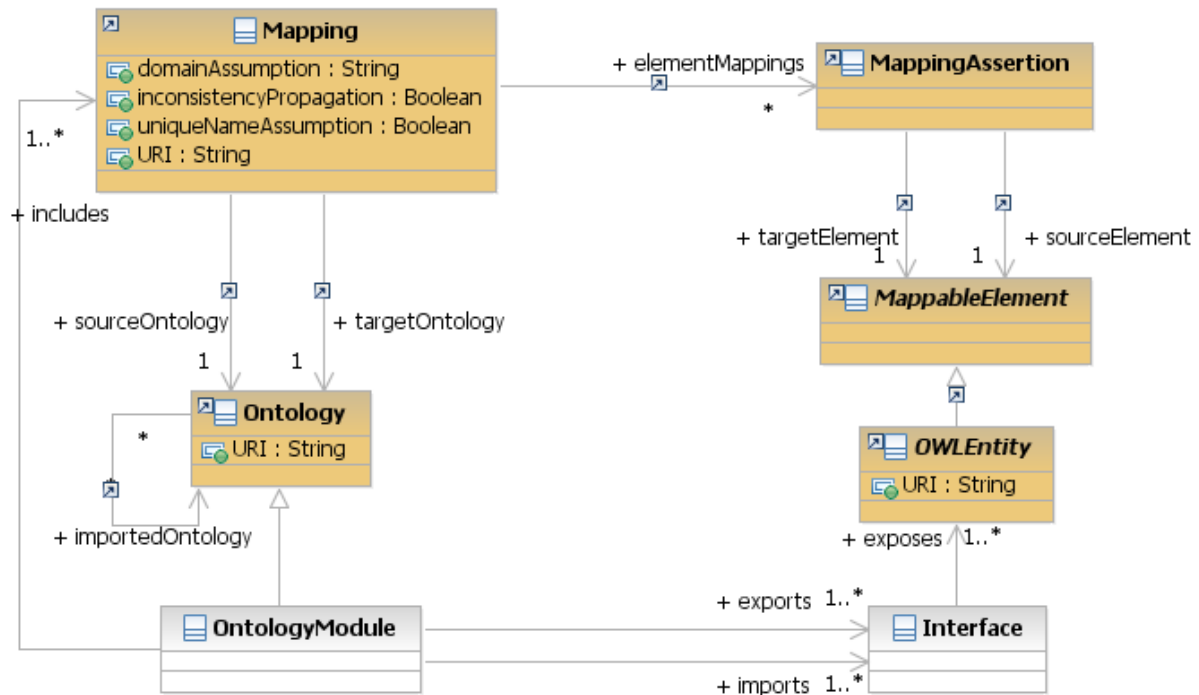 Mapping
domainAssumption : String
inconsistencyPropagation : Boolean
uniqueNameAssumption : Boolean
URI : String
+ elementMappings
*
MappingAssertion
1..*
+ includes
+ targetElement
1
+ sourceElement
1
MappableElement
+ sourceOntology
1
+ targetOntology
1
Ontology
URI : String
*
+ importedOntology
OWLEntity
URI : String
+ exposes
1..*
OntologyModule
+ exports
1..*
Interface
+ imports
1..*